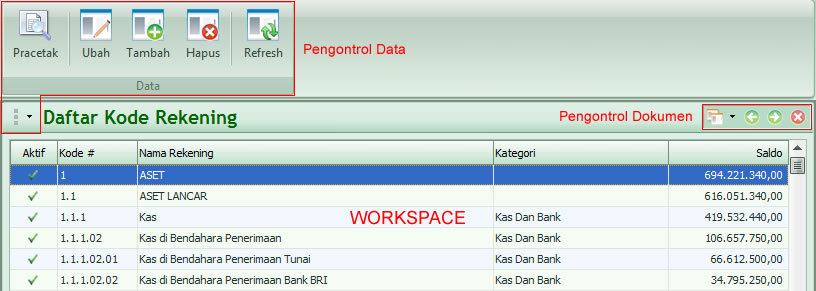 Pracetak Ubah Tambah Hapus Refresh
Pengontrol Data
Data
Daftar Kode Rekening
Pengontrol Dokumen
Aktif Kode # Nama Rekening Kategori Saldo
1 ASET 694.221.340,00
1.1 ASET LANCAR 616.051.340,00
1.1.1 Kas Kas Dan Bank 419.532.440,00
WORKSPACE
1.1.1.02 Kas di Bendahara Penerimaan Kas Dan Bank 106.657.750,00
1.1.1.02.01 Kas di Bendahara Penerimaan Tunai Kas Dan Bank 66.612.500,00
1.1.1.02.02 Kas di Bendahara Penerimaan Bank BRI Kas Dan Bank 34.795.250,00